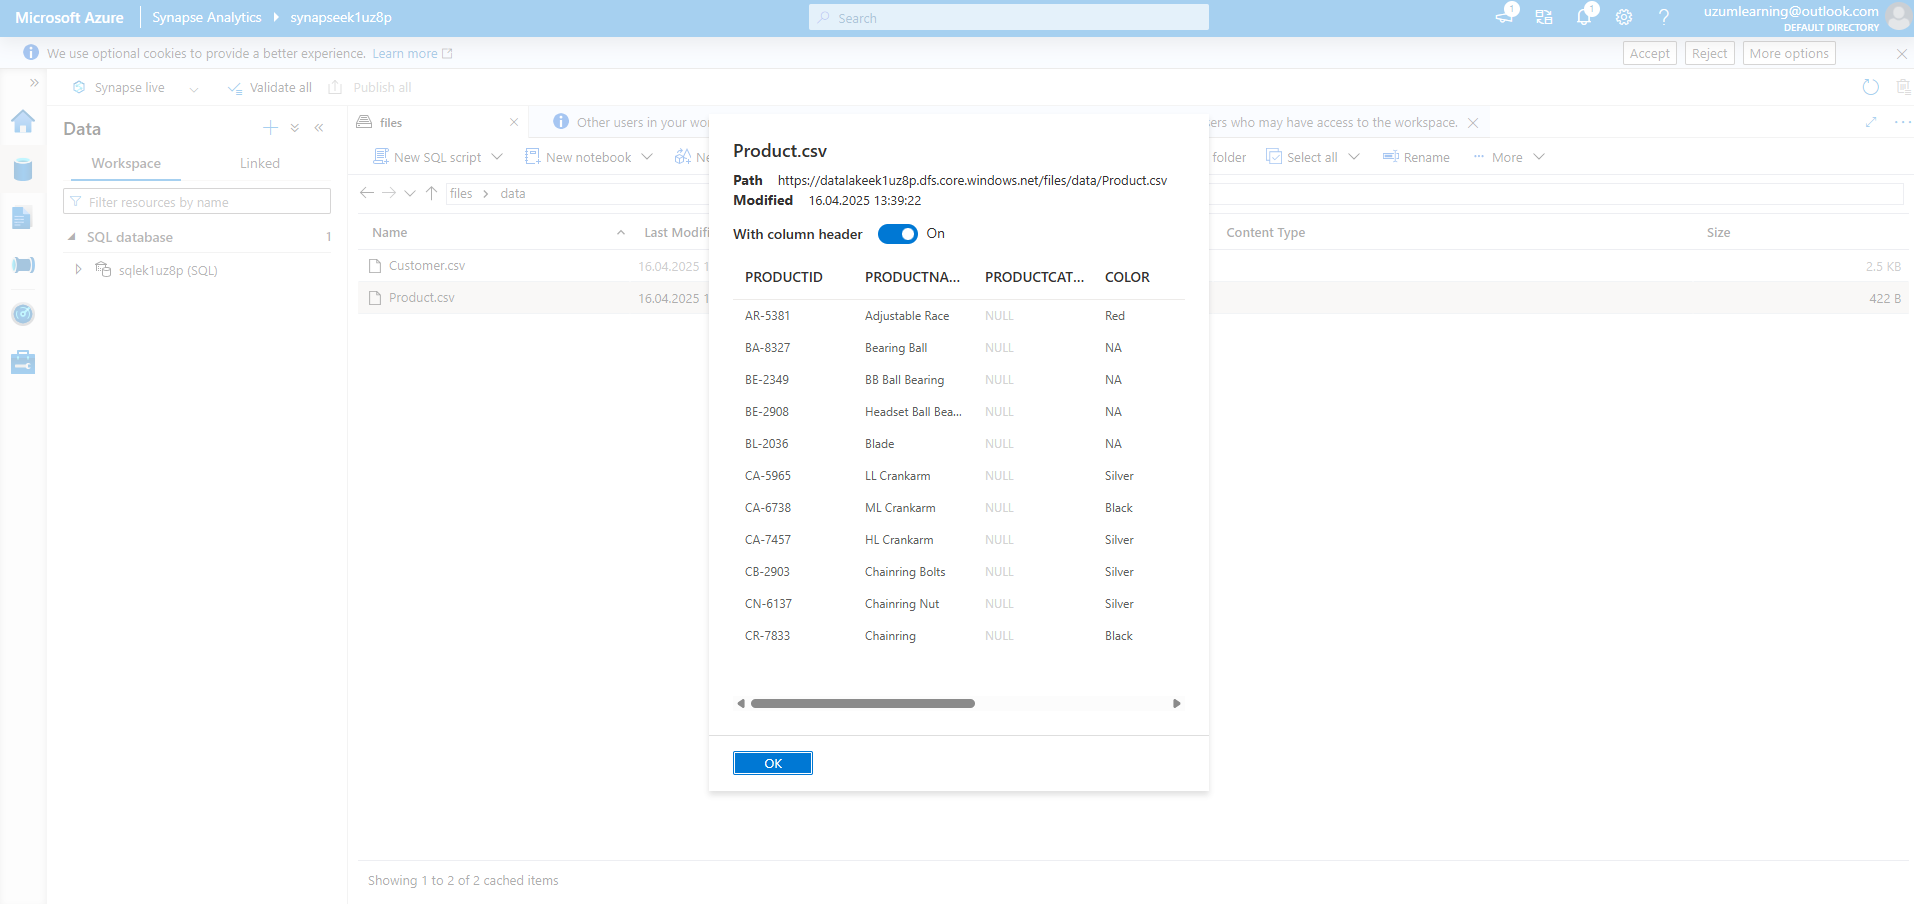 Microsoft Azure
Synapse Analytics
synapseek1uz8p
Search
1
1
uzumlearning@outlook.com
DEFAULT DIRECTORY
We use optional cookies to provide a better experience. Learn more
Accept
Reject
More options
Synapse live
Validate all
Publish all
Data
Workspace
Linked
Filter resources by name
SQL database
1
sqlek1uz8p (SQL)
files
Other users in your
who may have access to the workspace.
New SQL script
New notebook
folder
Select all
Rename
More
files
data
Name
Last
Content Type
Size
Customer.csv
16.04.2025
2.5 KB
Product.csv
16.04.2025
422 B
Showing 1 to 2 of 2 cached items
Product.csv
Path https://datalakeek1uz8p.dfs.core.windows.net/files/data/Product.csv
Modified 16.04.2025 13:39:22
With column header On
PRODUCTID PRODUCTNA... PRODUCTCAT... COLOR
AR-5381 Adjustable Race NULL Red
BA-8327 Bearing Ball NULL NA
BE-2349 BB Ball Bearing NULL NA
BE-2908 Headset Ball Bea... NULL NA
BL-2036 Blade NULL NA
CA-5965 LL Crankarm NULL Silver
CA-6738 ML Crankarm NULL Black
CA-7457 HL Crankarm NULL Silver
CB-2903 Chainring Bolts NULL Silver
CN-6137 Chainring Nut NULL Silver
CR-7833 Chainring NULL Black
OK